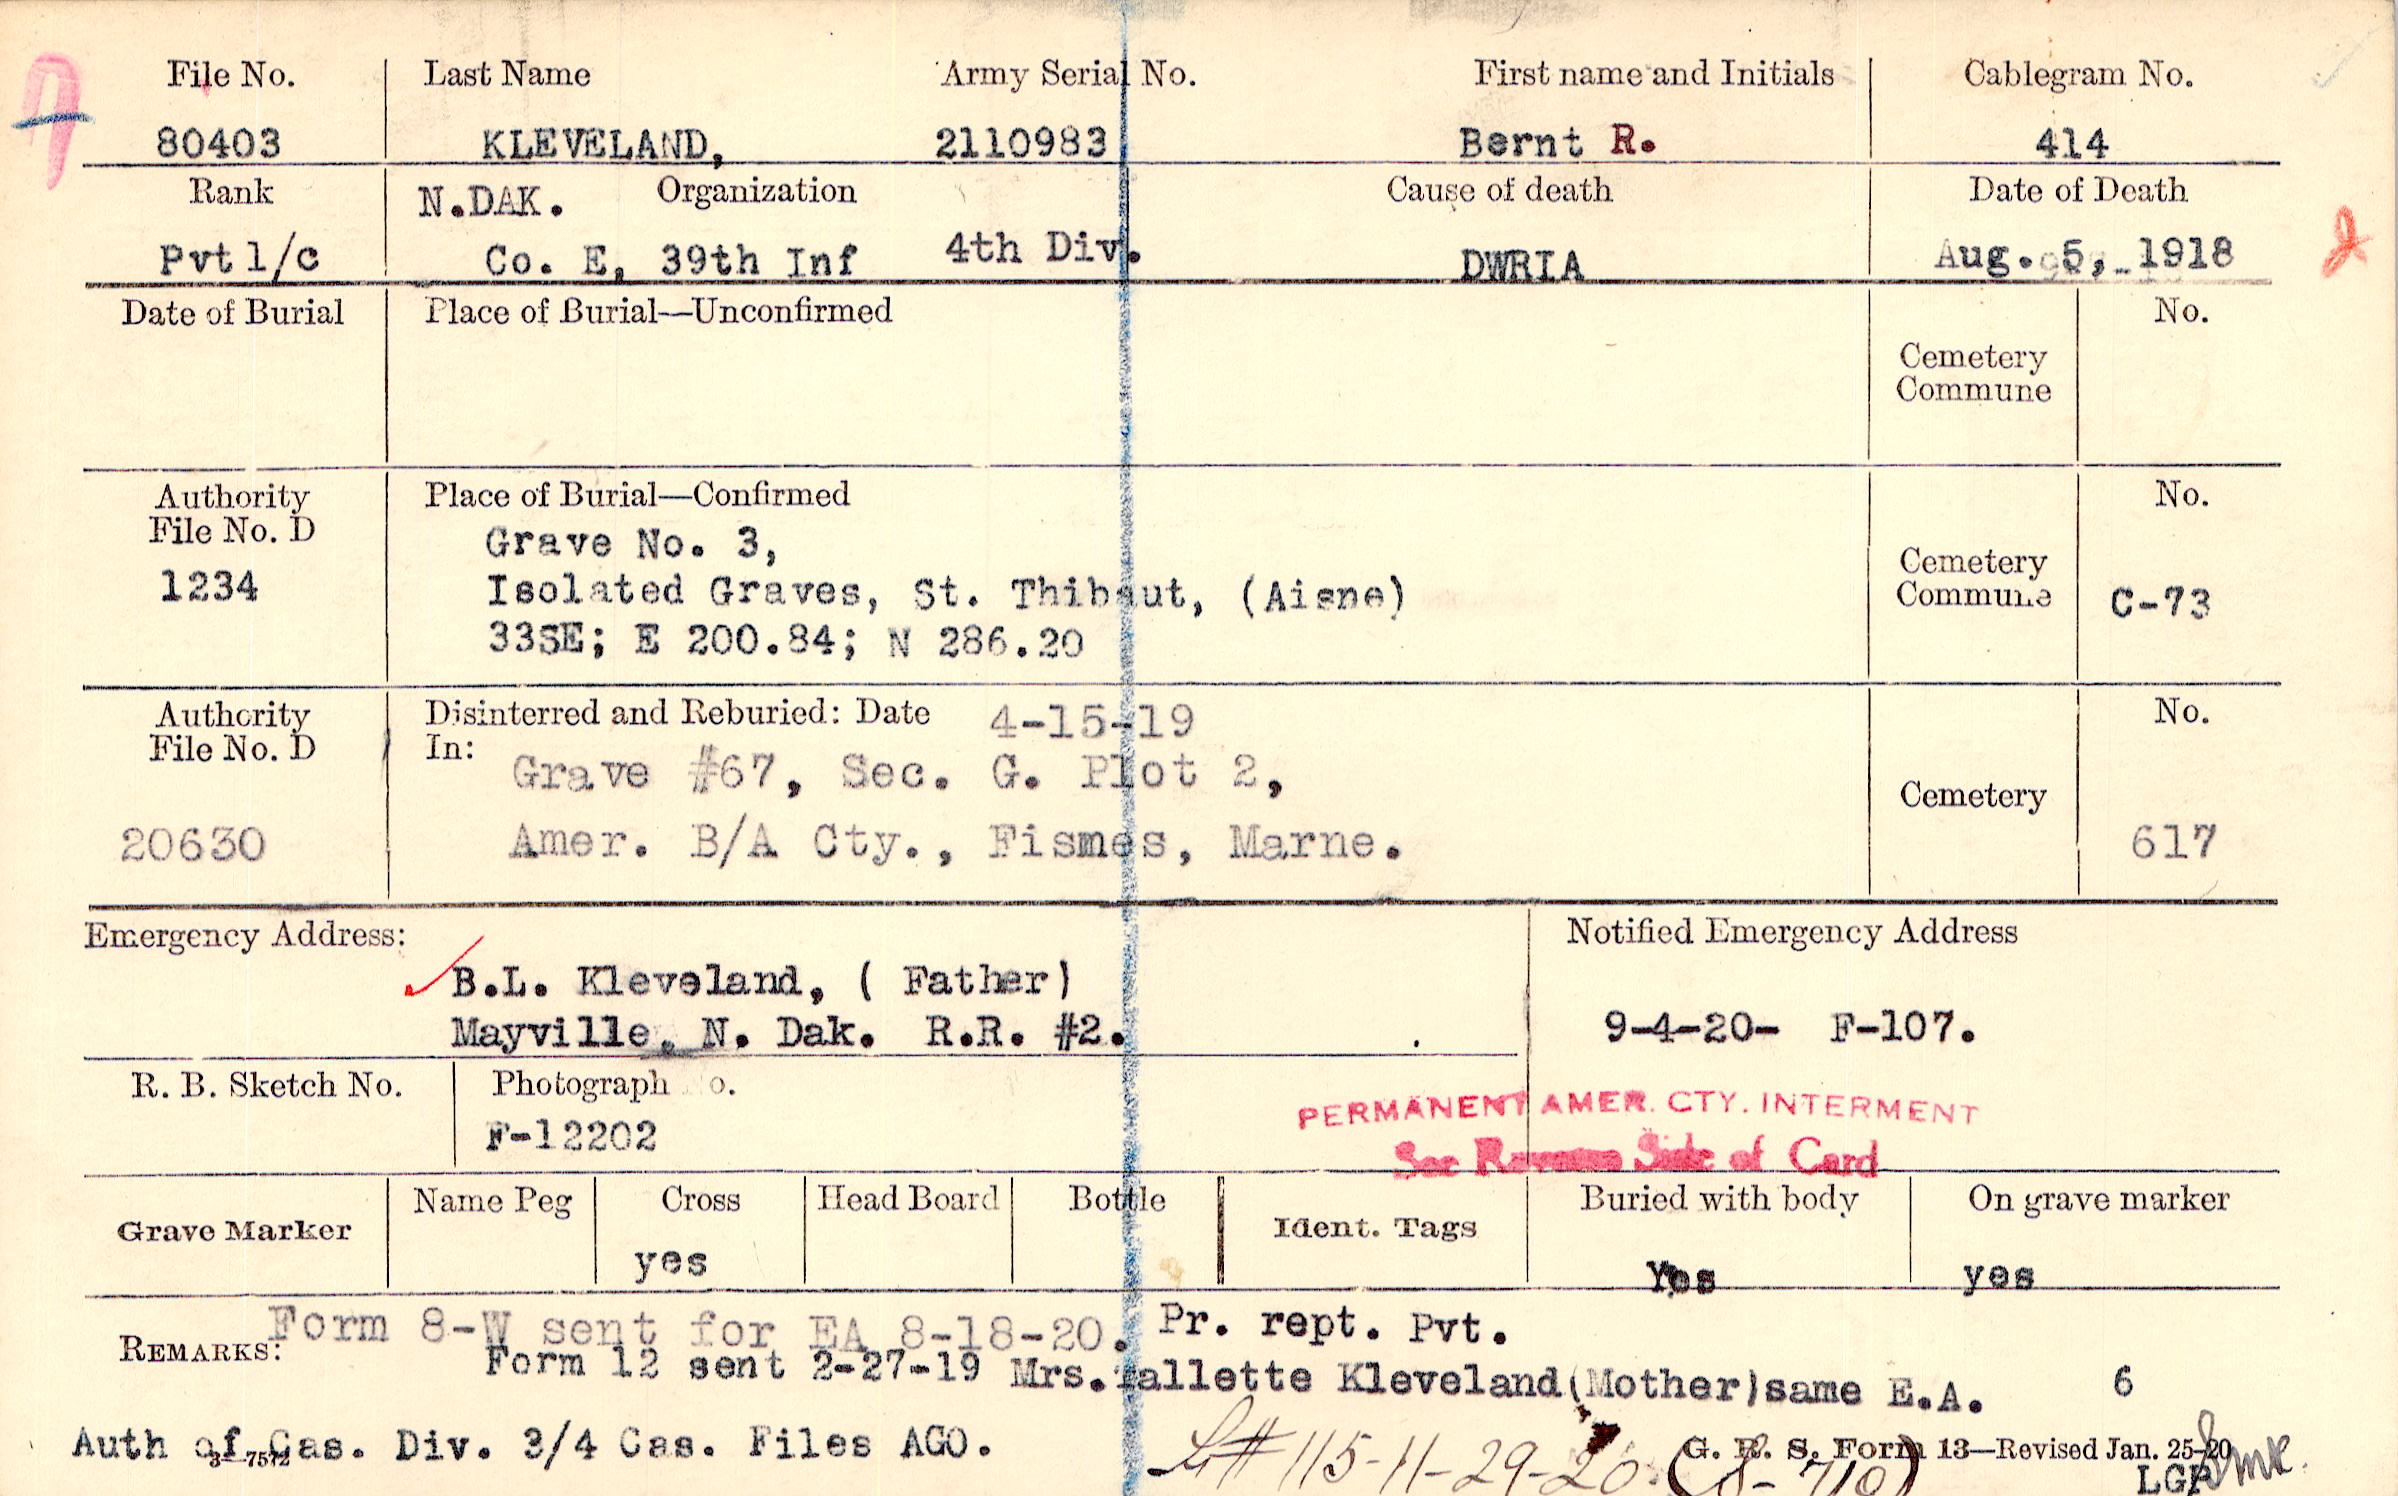 File No. Last Name Army Serial No. First name and Initials Cablegram No.
80403 KLEVELAND, 2110983 Bernt R. 414
Rank N.DAK. Organization Cause of death Date of Death
Pvt 1/c Co. E, 39th Inf 4th Div. DWRIA Aug. 5, 1918
Date of Burial Place of Burial—Unconfirmed No.
Cemetery
Commune
Authority Place of Burial—Confirmed No.
File No. D Grave No. 3,
1234 Isolated Graves, St. Thibaut, (Aisne) Cemetery
Commune C-73
33SE; E 200.84; N 286.20
Authority Disinterred and Reburied: Date 4-15-19 No.
File No. D In: Grave #67, Sec. G. Plot 2,
Cemetery
20630 Amer. B/A Cty., Fismes, Marne. 617
Emergency Address: Notified Emergency Address
B.L. Kleveland, ( Father)
Mayville, N. Dak. R.R. #2. 9-4-20- F-107.
R. B. Sketch No. Photograph No.
F-12202
PERMANENT AMER. CTY. INTERMENT
See Reverse Side of Card
Grave Marker Name Peg Cross Head Board Bottle Ident. Tags Buried with body On grave marker
yes Yes yes
REMARKS: Form 8-W sent for EA 8-18-20. Pr. rept. Pvt.
Form 12 sent 2-27-19 Mrs. Kleveland(Mother)same E.A. 6
Auth of Cas. Div. 3/4 Cas. Files AGO.
3—7572
115-11-29-20. G. R. S. Form 13—Revised Jan. 25-20
LGP